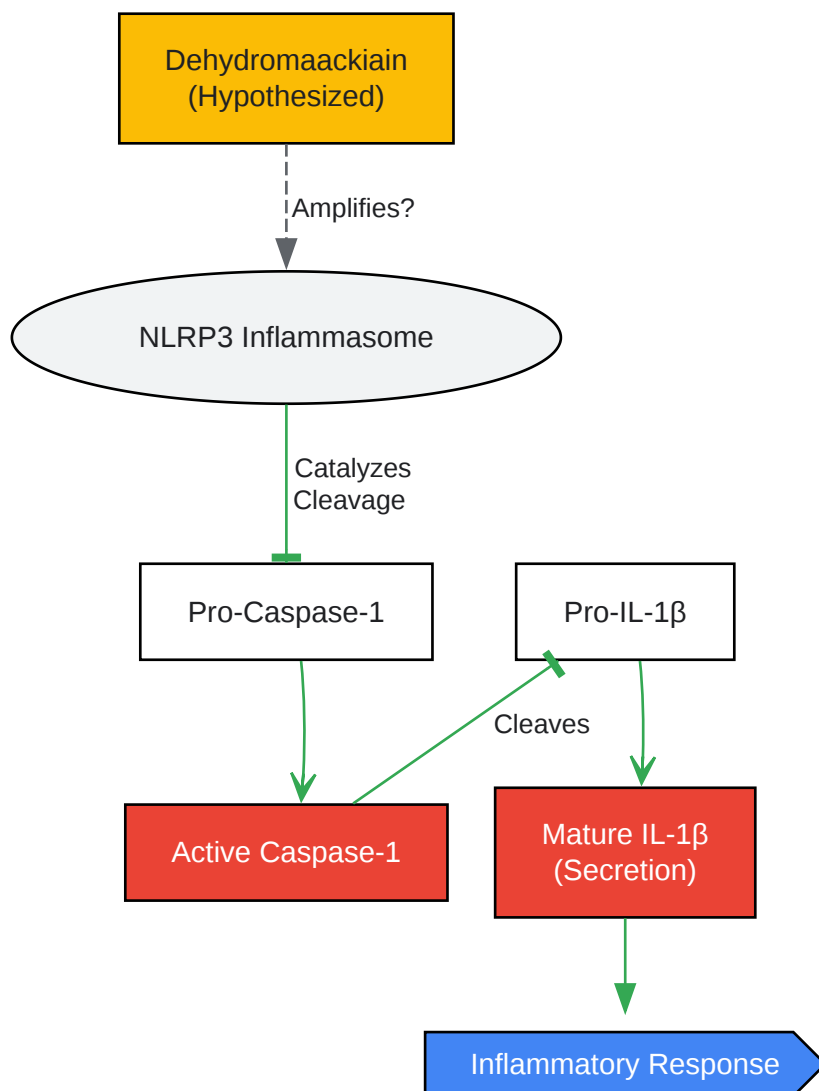 Dehydromaackiain
(Hypothesized)
Amplifies?
NLRP3 Inflammasome
Catalyzes
Cleavage
Pro-Caspase-1
Pro-IL-1β
Cleaves
Active Caspase-1
Mature IL-1β
(Secretion)
Inflammatory Response